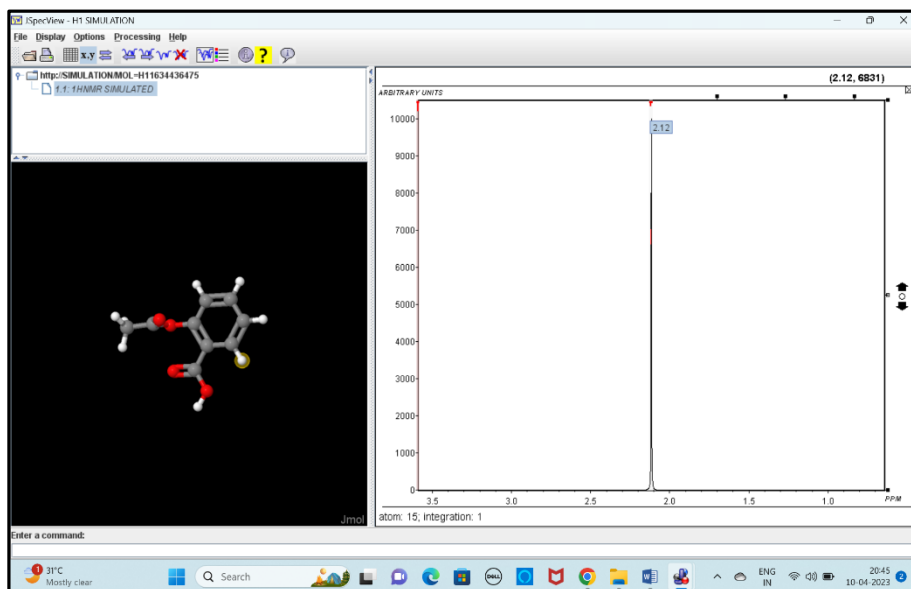 JSpecView - H1 SIMULATION
File Display Options Processing Help
x,y
?
http://SIMULATION/MOL=H11634436475
1.1: 1HNMR SIMULATED
(2.12, 6831)
ARBITRARY UNITS
2.12
10000
9000
8000
7000
6000
5000
4000
3000
2000
1000
0
3.5 3.0 2.5 2.0 1.5 1.0 PPM
Jmol
atom: 15; integration: 1
Enter a command:
1
31°C
Mostly clear
Search
DELL
W
ENG
IN
20:45
10-04-2023
2